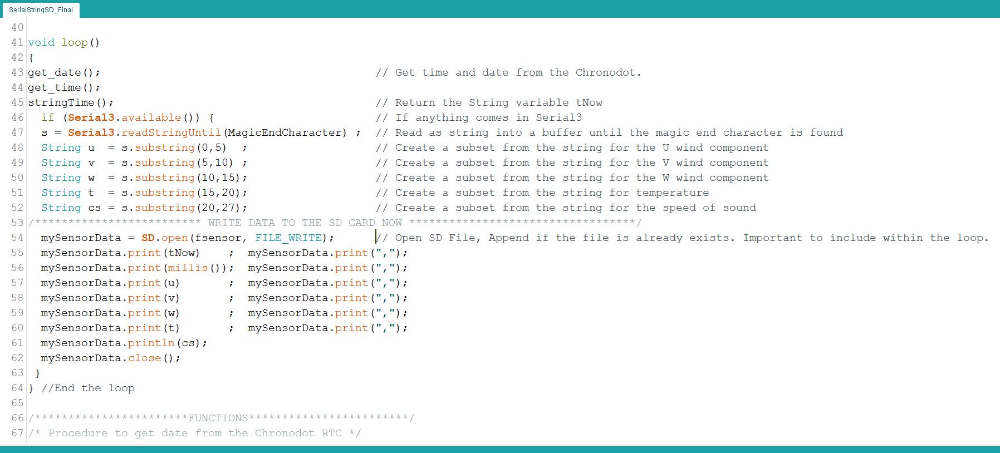 SerialStringSD_Final
40
41 void loop()
42 {
43 get_date();                                         // Get time and date from the Chronodot.
44 get_time();
45 stringTime();                                       // Return the String variable tNow
46   if (Serial3.available()) {                        // If anything comes in Serial3
47   s = Serial3.readStringUntil(MagicEndCharacter) ;  // Read as string into a buffer until the magic end character is found
48   String u  = s.substring(0,5)  ;                   // Create a subset from the string for the U wind component
49   String v  = s.substring(5,10) ;                   // Create a subset from the string for the V wind component
50   String w  = s.substring(10,15);                   // Create a subset from the string for the W wind component
51   String t  = s.substring(15,20);                   // Create a subset from the string for temperature
52   String cs = s.substring(20,27);                   // Create a subset from the string for the speed of sound
53 /************************* WRITE DATA TO THE SD CARD NOW **********************************/
54   mySensorData = SD.open(fsensor, FILE_WRITE);      // Open SD File, Append if the file is already exists. Important to include within the loop.
55   mySensorData.print(tNow)    ;  mySensorData.print(",");
56   mySensorData.print(millis());  mySensorData.print(",");
57   mySensorData.print(u)       ;  mySensorData.print(",");
58   mySensorData.print(v)       ;  mySensorData.print(",");
59   mySensorData.print(w)       ;  mySensorData.print(",");
60   mySensorData.print(t)       ;  mySensorData.print(",");
61   mySensorData.println(cs);
62   mySensorData.close();
63  }
64 } //End the loop
65
66 /***********************FUNCTIONS************************/
67 /* Procedure to get date from the Chronodot RTC */